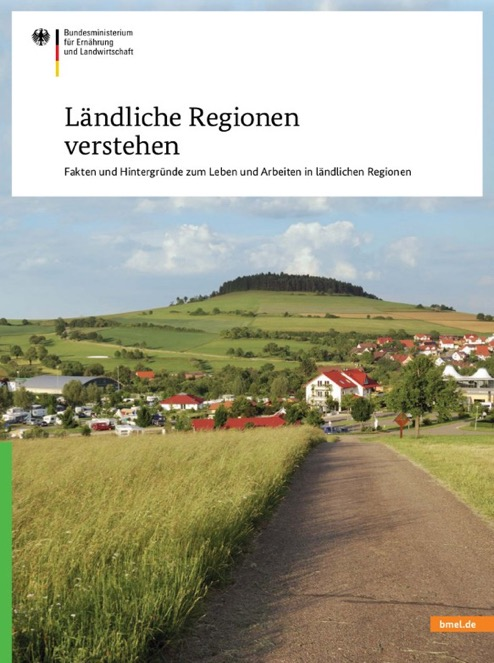 Bundesministerium
für Ernährung
und Landwirtschaft
Ländliche Regionen
verstehen
Fakten und Hintergründe zum Leben und Arbeiten in ländlichen Regionen
bmel.de